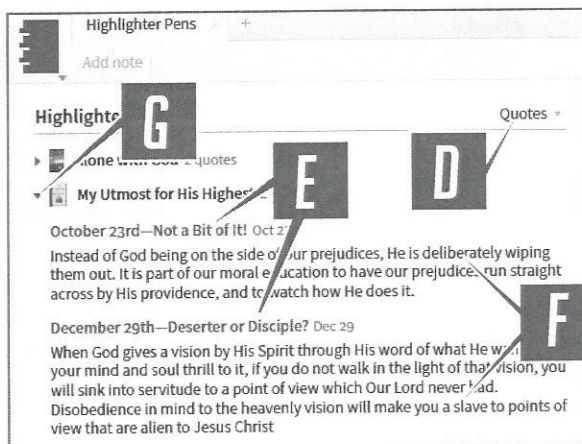 Highlighter Pens × +
Add note
Highlighte
Quotes
G
D
E
F
one with God 2 quotes
My Utmost for His Highes
October 23rd—Not a Bit of It! Oct 2
Instead of God being on the side of our prejudices, He is deliberately wiping
them out. It is part of our moral e ucation to have our prejudice run straight
across by His providence, and to watch how He does it.
December 29th—Deserter or Disciple? Dec 29
When God gives a vision by His Spirit through His word of what He w
your mind and soul thrill to it, if you do not walk in the light of that vision, you
will sink into servitude to a point of view which Our Lord never had.
Disobedience in mind to the heavenly vision will make you a slave to points of
view that are alien to Jesus Christ